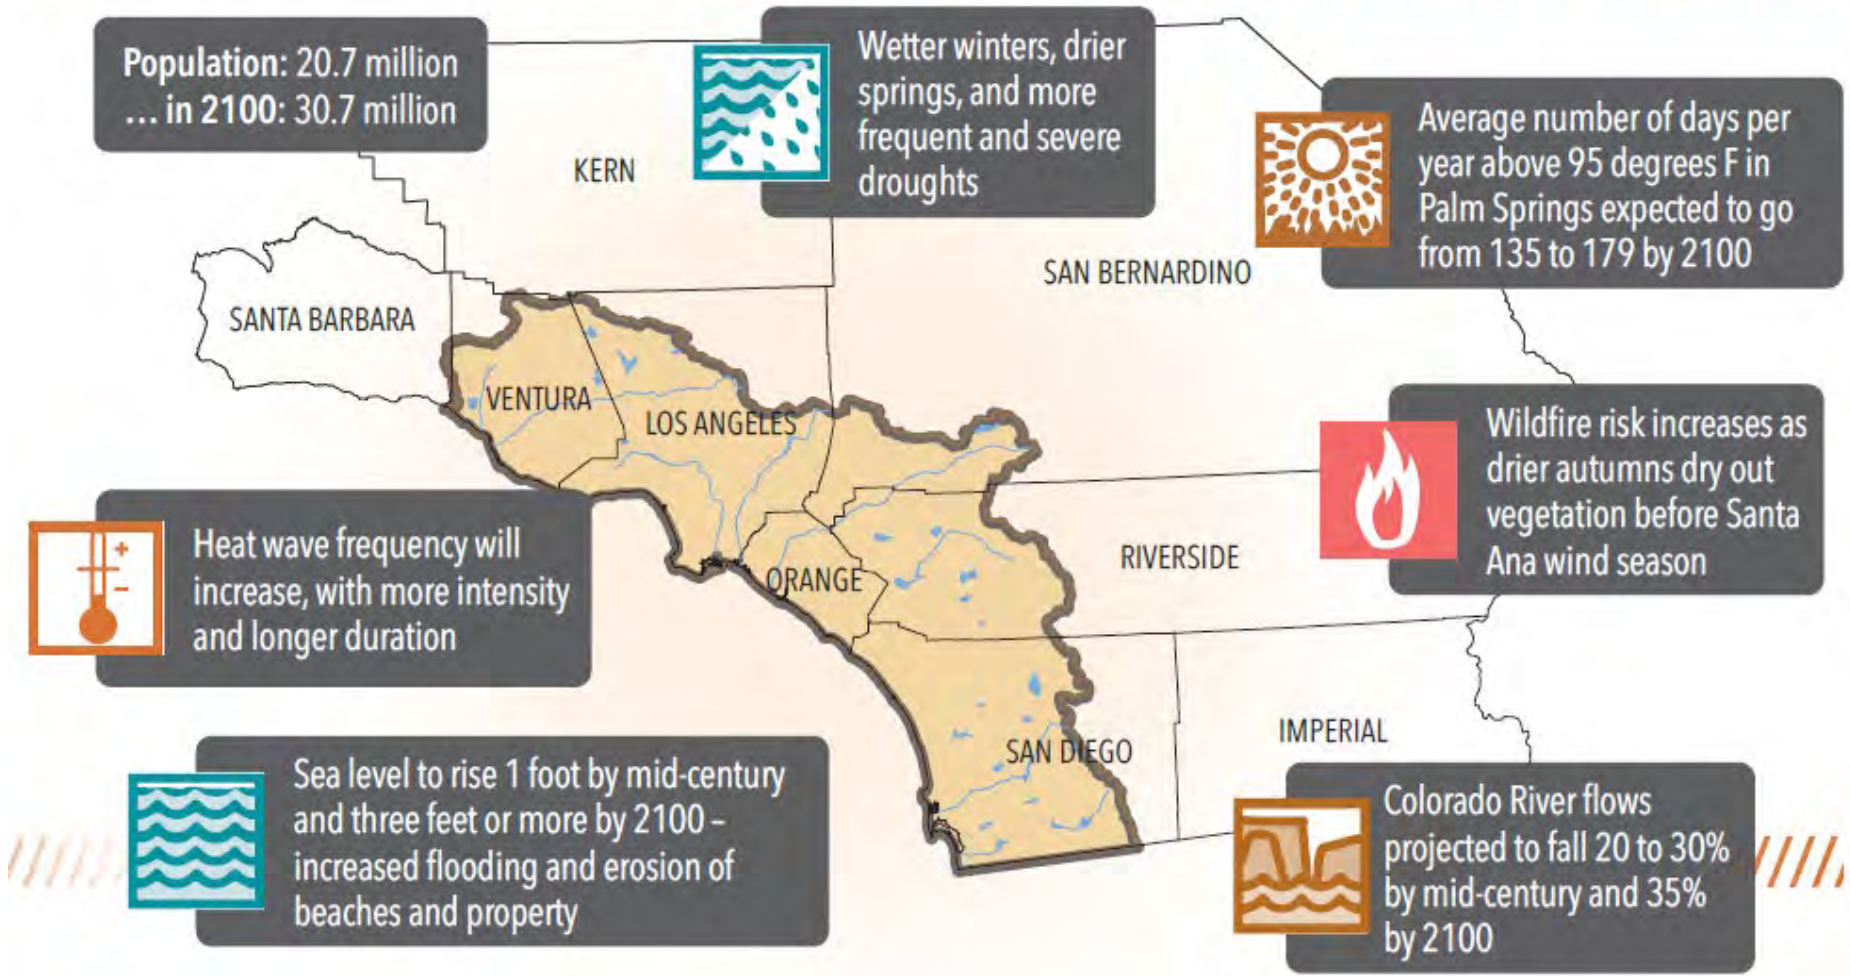 Population: 20.7 million
... in 2100: 30.7 million
Wetter winters, drier
springs, and more
frequent and severe
droughts
Average number of days per
year above 95 degrees F in
Palm Springs expected to go
from 135 to 179 by 2100
KERN
SAN BERNARDINO
SANTA BARBARA
VENTURA
LOS ANGELES
Wildfire risk increases as
drier autumns dry out
vegetation before Santa
Ana wind season
Heat wave frequency will
increase, with more intensity
and longer duration
ORANGE
RIVERSIDE
SAN DIEGO
IMPERIAL
Sea level to rise 1 foot by mid-century
and three feet or more by 2100 –
increased flooding and erosion of
beaches and property
Colorado River flows
projected to fall 20 to 30%
by mid-century and 35%
by 2100